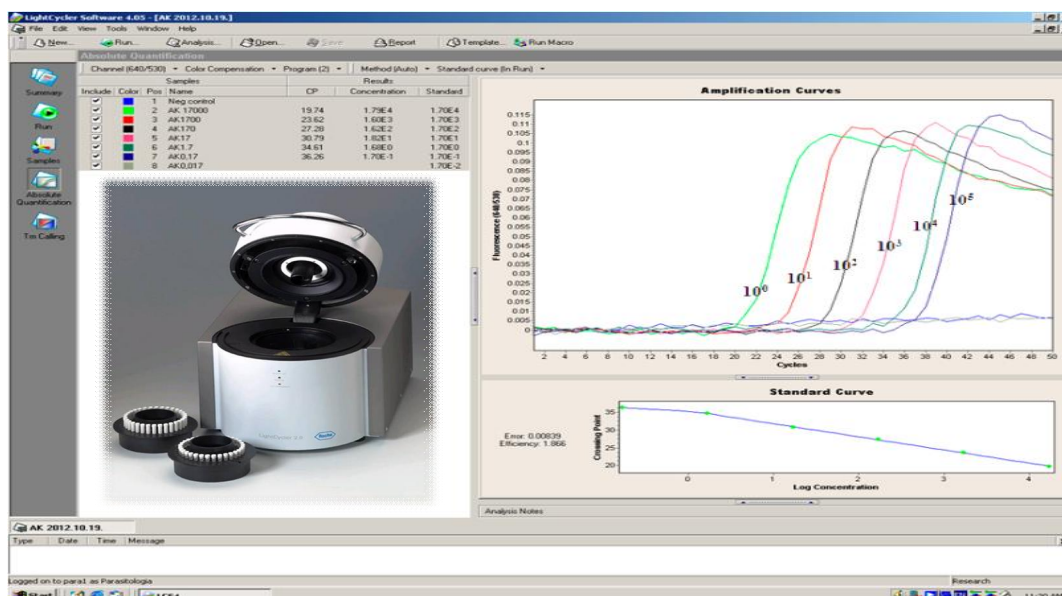 LightCycler Software 4.05 - [AK 2012.10.19.]
File Edit View Tools Window Help
New... Run... Analysis... Open... Save Report Template... Run Macro
Absolute Quantification
Channel (640/530) Color Compensation Program (2) Method (Auto) Standard curve (In Run)
Summary
Run
Samples
Absolute
Quantification
Tm Calling
Samples Results
Include Color Pos Name CP Concentration Standard
1 Neg control
2 AK 17000 19.74 1.79E4 1.70E4
3 AK1700 23.62 1.60E3 1.70E3
4 AK170 27.28 1.62E2 1.70E2
5 AK17 30.79 1.82E1 1.70E1
6 AK1.7 34.61 1.68E0 1.70E0
7 AK0,17 36.26 1.70E-1 1.70E-1
8 AK0,017 1.70E-2
LightCycler 2.0
Roche
Amplification Curves
Fluorescence (640/530)
0.115
0.11
0.105
0.1
0.095
0.09
0.085
0.08
0.075
0.07
0.065
0.06
0.055
0.05
0.045
0.04
0.035
0.03
0.025
0.02
0.015
0.01
0.005
0
10⁰ 10¹ 10² 10³ 10⁴ 10⁵
2 4 6 8 10 12 14 16 18 20 22 24 26 28 30 32 34 36 38 40 42 44 46 48 50
Cycles
Standard Curve
Error: 0.00839
Efficiency: 1.866
Crossing Point
35
30
25
20
0 1 2 3 4
Log Concentration
Analysis Notes
AK 2012.10.19.
Type Date Time Message
Logged on to para1 as Parasitologia Research
Start